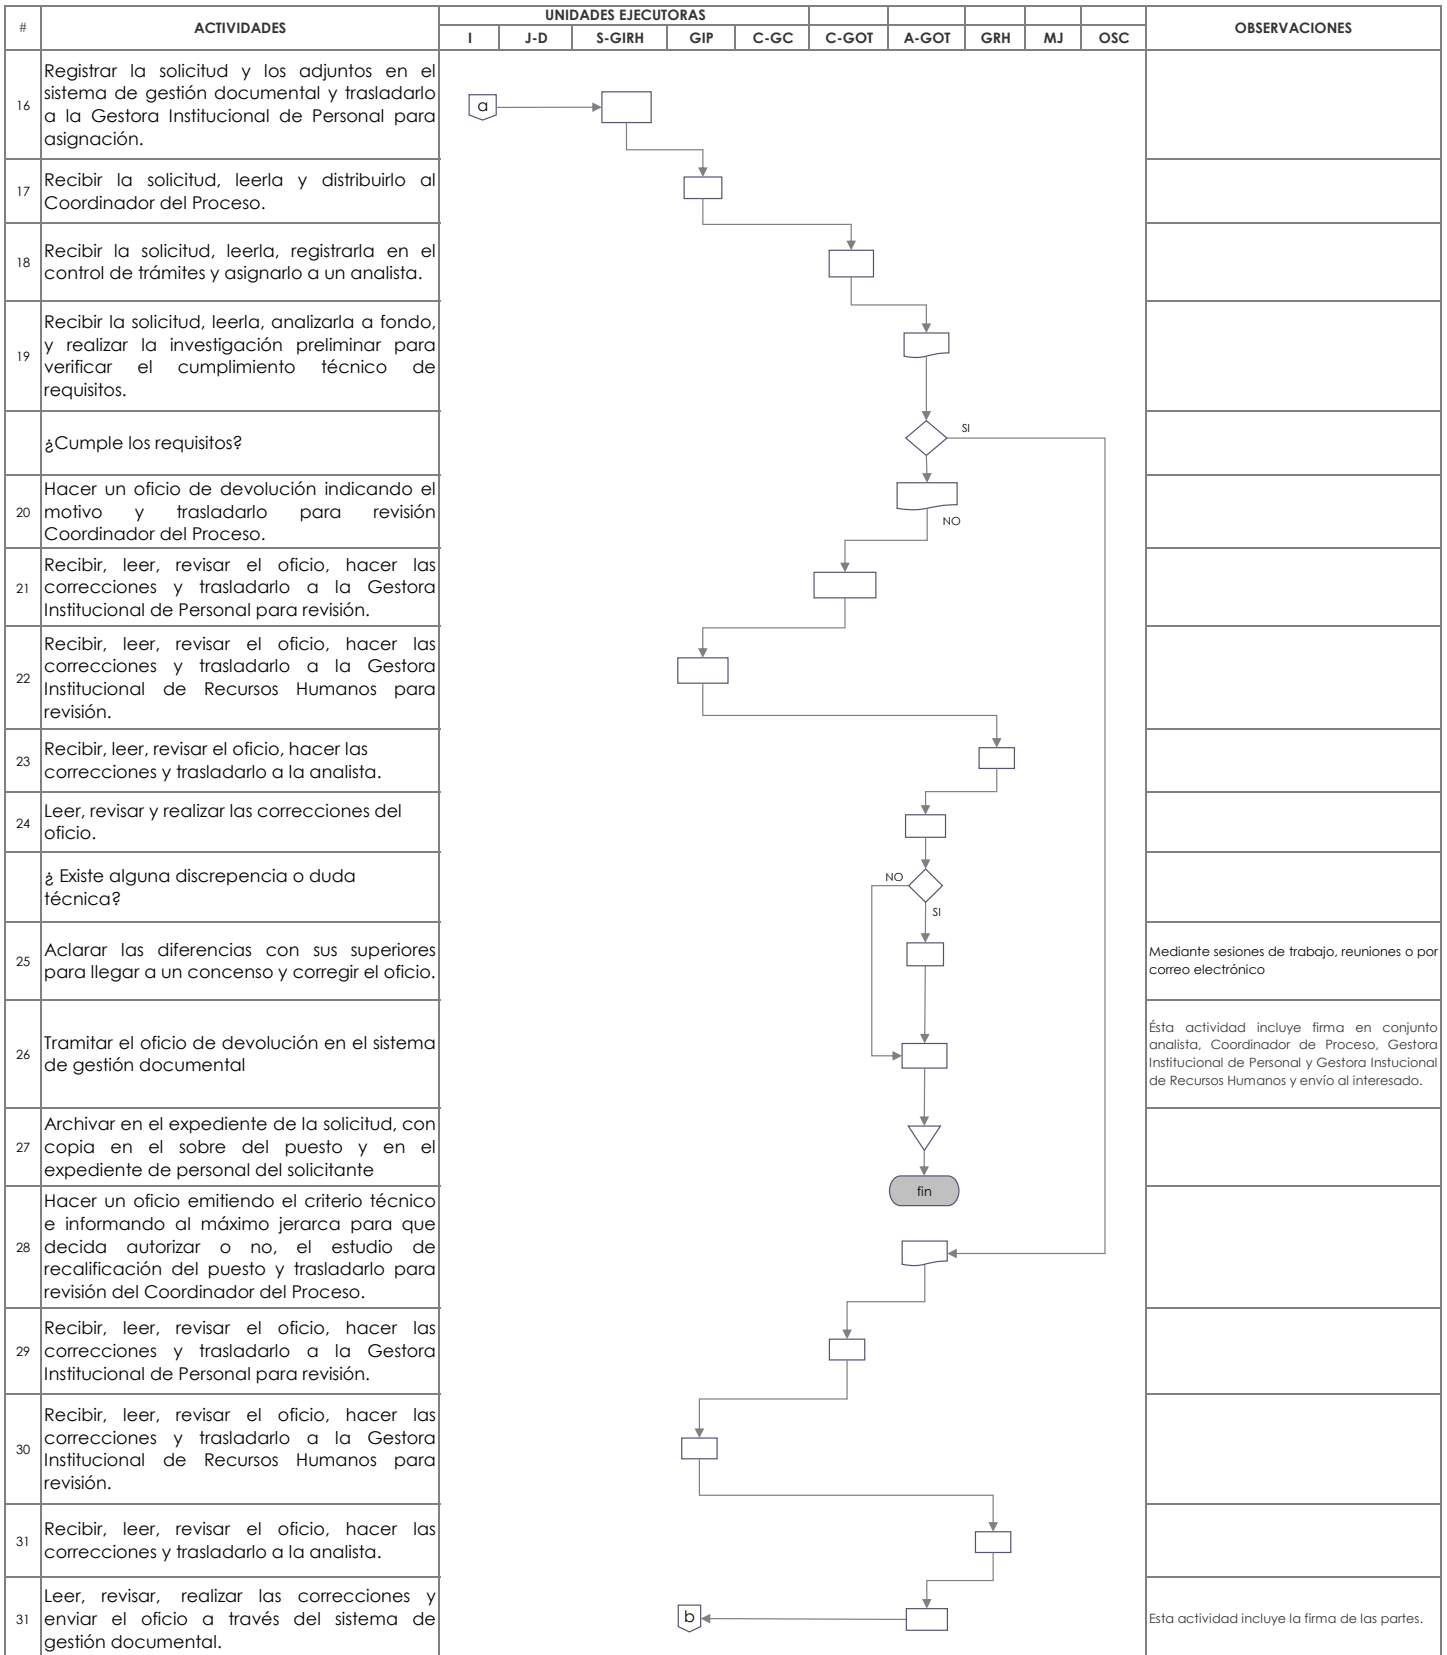 # ACTIVIDADES UNIDADES EJECUTORAS OBSERVACIONES
I J-D S-GIRH GIP C-GC C-GOT A-GOT GRH MJ OSC
Registrar la solicitud y los adjuntos en el
sistema de gestión documental y trasladarlo
16 a la Gestora Institucional de Personal para
asignación.
a
17 Recibir la solicitud, leerla y distribuirlo al
Coordinador del Proceso.
18 Recibir la solicitud, leerla, registrarla en el
control de trámites y asignarlo a un analista.
Recibir la solicitud, leerla, analizarla a fondo,
y realizar la investigación preliminar para
19 verificar el cumplimiento técnico de
requisitos.
¿Cumple los requisitos?
SI
Hacer un oficio de devolución indicando el
20 motivo y trasladarlo para revisión
Coordinador del Proceso.
NO
Recibir, leer, revisar el oficio, hacer las
21 correcciones y trasladarlo a la Gestora
Institucional de Personal para revisión.
Recibir, leer, revisar el oficio, hacer las
correcciones y trasladarlo a la Gestora
22 Institucional de Recursos Humanos para
revisión.
23 Recibir, leer, revisar el oficio, hacer las
correcciones y trasladarlo a la analista.
24 Leer, revisar y realizar las correcciones del
oficio.
¿ Existe alguna discrepencia o duda
técnica?
NO
SI
25 Aclarar las diferencias con sus superiores
para llegar a un concenso y corregir el oficio.
Mediante sesiones de trabajo, reuniones o por
correo electrónico
26 Tramitar el oficio de devolución en el sistema
de gestión documental
Ésta actividad incluye firma en conjunto
analista, Coordinador de Proceso, Gestora
Institucional de Personal y Gestora Instucional
de Recursos Humanos y envío al interesado.
Archivar en el expediente de la solicitud, con
27 copia en el sobre del puesto y en el
expediente de personal del solicitante
fin
Hacer un oficio emitiendo el criterio técnico
e informando al máximo jerarca para que
28 decida autorizar o no, el estudio de
recalificación del puesto y trasladarlo para
revisión del Coordinador del Proceso.
Recibir, leer, revisar el oficio, hacer las
29 correcciones y trasladarlo a la Gestora
Institucional de Personal para revisión.
Recibir, leer, revisar el oficio, hacer las
correcciones y trasladarlo a la Gestora
30 Institucional de Recursos Humanos para
revisión.
31 Recibir, leer, revisar el oficio, hacer las
correcciones y trasladarlo a la analista.
Leer, revisar, realizar las correcciones y
31 enviar el oficio a través del sistema de
gestión documental.
b
Esta actividad incluye la firma de las partes.